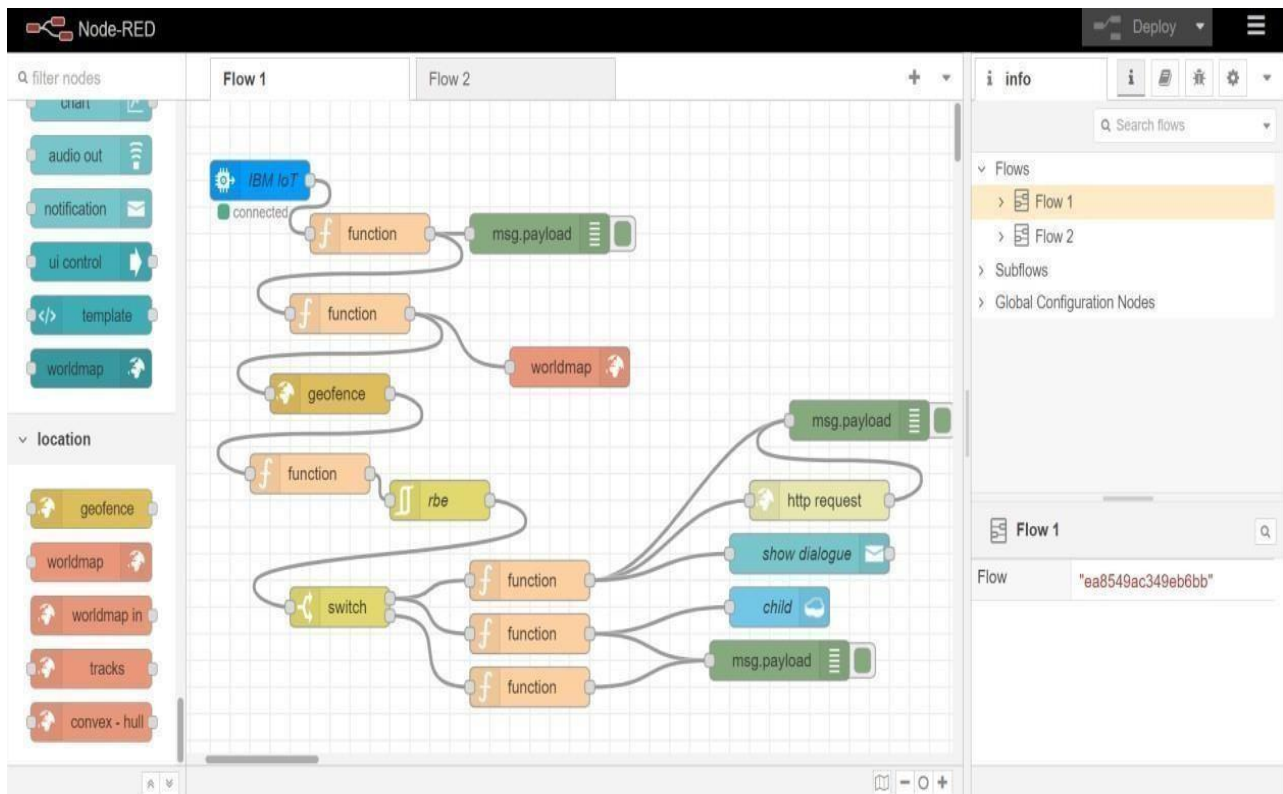 Node-RED
Deploy
filter nodes
chart
audio out
notification
ui control
</> template
worldmap
location
geofence
worldmap
worldmap in
tracks
convex - hull
Flow 1
Flow 2
IBM IoT
connected
function
msg.payload
function
worldmap
geofence
msg.payload
function
rbe
http request
show dialogue
function
switch
child
function
msg.payload
function
i info
i
Search flows
Flows
Flow 1
Flow 2
Subflows
Global Configuration Nodes
Flow 1
Flow "ea8549ac349eb6bb"